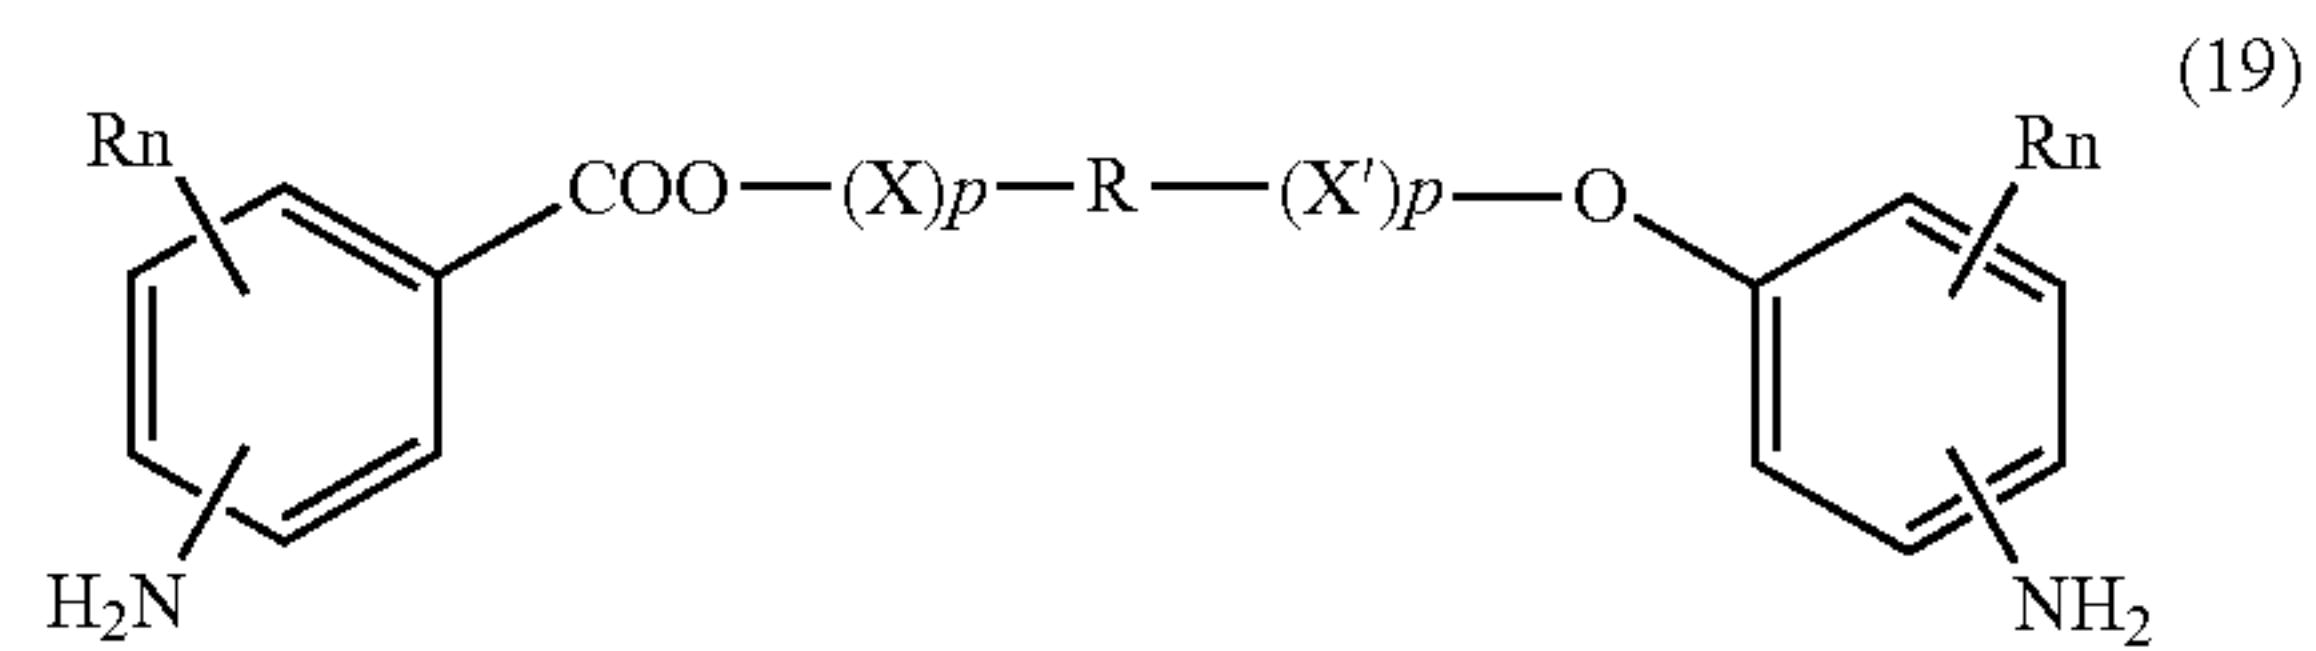 (19)
Rn Rn
COO—(X)p—R—(X')p—O
H₂N NH₂